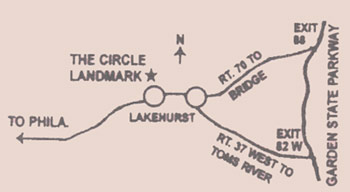 N
EXIT
88
THE CIRCLE
LANDMARK
RT. 70 TO
BRIDGE
GARDEN STATE PARKWAY
TO PHILA.
LAKEHURST
RT. 37 WEST TO
TOMS RIVER
EXIT
82 W